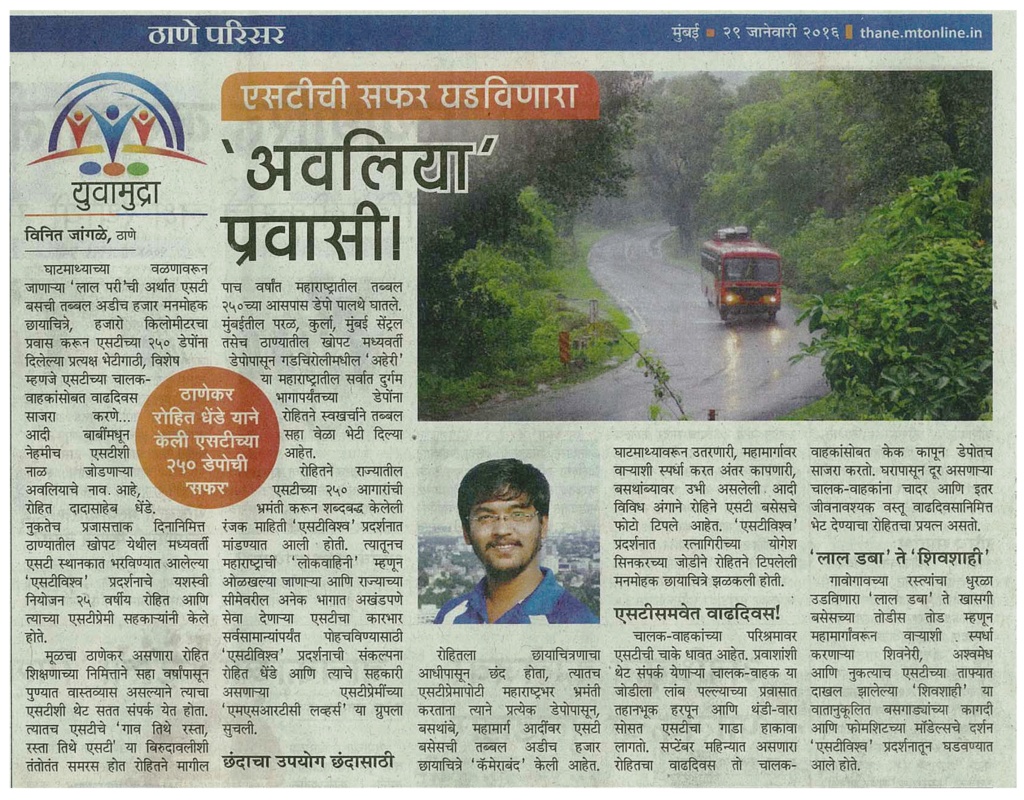 ठाणे परिसर
मुंबई ■ २९ जानेवारी २०१६ ▌thane.mtonline.in
युवामुद्रा
एसटीची सफर घडविणारा
'अवलिया'
प्रवासी!
विनित जांगळे, ठाणे
घाटमाथ्याच्या वळणावरून
जाणाऱ्या 'लाल परी'ची अर्थात एसटी
बसची तब्बल अडीच हजार मनमोहक
छायाचित्रे, हजारो किलोमीटरचा
प्रवास करून एसटीच्या २५० डेपोंना
दिलेल्या प्रत्यक्ष भेटीगाठी, विशेष
म्हणजे एसटीच्या चालक-
वाहकांसोबत वाढदिवस
साजरा करणे...
आदी बाबींमधून
नेहमीच एसटीशी
नाळ जोडणाऱ्या
अवलियाचे नाव आहे,
रोहित दादासाहेब धेंडे.
नुकतेच प्रजासत्ताक दिनानिमित्त
ठाण्यातील खोपट येथील मध्यवर्ती
एसटी स्थानकात भरविण्यात आलेल्या
'एसटीविश्व' प्रदर्शनाचे यशस्वी
नियोजन २५ वर्षीय रोहित आणि
त्याच्या एसटीप्रेमी सहकाऱ्यांनी केले
होते.
मूळचा ठाणेकर असणारा रोहित
शिक्षणाच्या निमित्ताने सहा वर्षांपासून
पुण्यात वास्तव्यास असल्याने त्याचा
एसटीशी थेट सतत संपर्क येत होता.
त्यातच एसटीचे 'गाव तिथे रस्ता,
रस्ता तिथे एसटी' या बिरुदावलीशी
तंतोतंत समरस होत रोहितने मागील
ठाणेकर
रोहित धेंडे याने
केली एसटीच्या
२५० डेपोची
'सफर'
पाच वर्षांत महाराष्ट्रातील तब्बल
२५०च्या आसपास डेपो पालथे घातले.
मुंबईतील परळ, कुर्ला, मुंबई सेंट्रल
तसेच ठाण्यातील खोपट मध्यवर्ती
डेपोपासून गडचिरोलीमधील 'अहेरी'
या महाराष्ट्रातील सर्वात दुर्गम
भागापर्यंतच्या डेपोंना
रोहितने स्वखर्चाने तब्बल
सहा वेळा भेटी दिल्या
आहेत.
रोहितने राज्यातील
एसटीच्या २५० आगारांची
भ्रमंती करून शब्दबद्ध केलेली
रंजक माहिती 'एसटीविश्व' प्रदर्शनात
मांडण्यात आली होती. त्यातूनच
महाराष्ट्राची 'लोकवाहिनी' म्हणून
ओळखल्या जाणाऱ्या आणि राज्याच्या
सीमेवरील अनेक भागात अखंडपणे
सेवा देणाऱ्या एसटीचा कारभार
सर्वसामान्यांपर्यंत पोहचविण्यासाठी
'एसटीविश्व' प्रदर्शनाची संकल्पना
रोहित धेंडे आणि त्याचे सहकारी
असणाऱ्या एसटीप्रेमींच्या
'एमएसआरटीसी लव्हर्स' या ग्रुपला
सुचली.
छंदाचा उपयोग छंदासाठी
रोहितला छायाचित्रणाचा
आधीपासून छंद होता, त्यातच
एसटीप्रेमापोटी महाराष्ट्रभर भ्रमंती
करताना त्याने प्रत्येक डेपोपासून,
बसथांबे, महामार्ग आदींवर एसटी
बसेसची तब्बल अडीच हजार
छायाचित्रे 'कॅमेराबंद' केली आहेत.
घाटमाथ्यावरून उतरणारी, महामार्गावर
वाऱ्याशी स्पर्धा करत अंतर कापणारी,
बसथांब्यावर उभी असलेली आदी
विविध अंगाने रोहिने एसटी बसेसचे
फोटो टिपले आहेत. 'एसटीविश्व'
प्रदर्शनात रत्नागिरीच्या योगेश
सिनकरच्या जोडीने रोहितने टिपलेली
मनमोहक छायाचित्रे झळकली होती.
एसटीसमवेत वाढदिवस!
चालक-वाहकांच्या परिश्रमावर
एसटीची चाके धावत आहेत. प्रवाशांशी
थेट संपर्क येणाऱ्या चालक-वाहक या
जोडीला लांब पल्ल्याच्या प्रवासात
तहानभूक हरपून आणि थंडी-वारा
सोसत एसटीचा गाडा हाकावा
लागतो. सप्टेंबर महिन्यात असणारा
रोहितचा वाढदिवस तो चालक-
वाहकांसोबत केक कापून डेपोतच
साजरा करतो. घरापासून दूर असणाऱ्या
चालक-वाहकांना चादर आणि इतर
जीवनावश्यक वस्तू वाढदिवसानिमित्त
भेट देण्याचा रोहितचा प्रयत्न असतो.
'लाल डबा' ते 'शिवशाही'
गावोगावच्या रस्त्यांचा धुरळा
उडविणारा 'लाल डबा' ते खासगी
बसेसच्या तोडीस तोड म्हणून
महामार्गांवरून वाऱ्याशी स्पर्धा
करणाऱ्या शिवनेरी, अश्वमेध
आणि नुकत्याच एसटीच्या ताफ्यात
दाखल झालेल्या 'शिवशाही' या
वातानुकूलित बसगाड्यांच्या कागदी
आणि फोमशिटच्या मॉडेल्सचे दर्शन
'एसटीविश्व' प्रदर्शनातून घडवण्यात
आले होते.